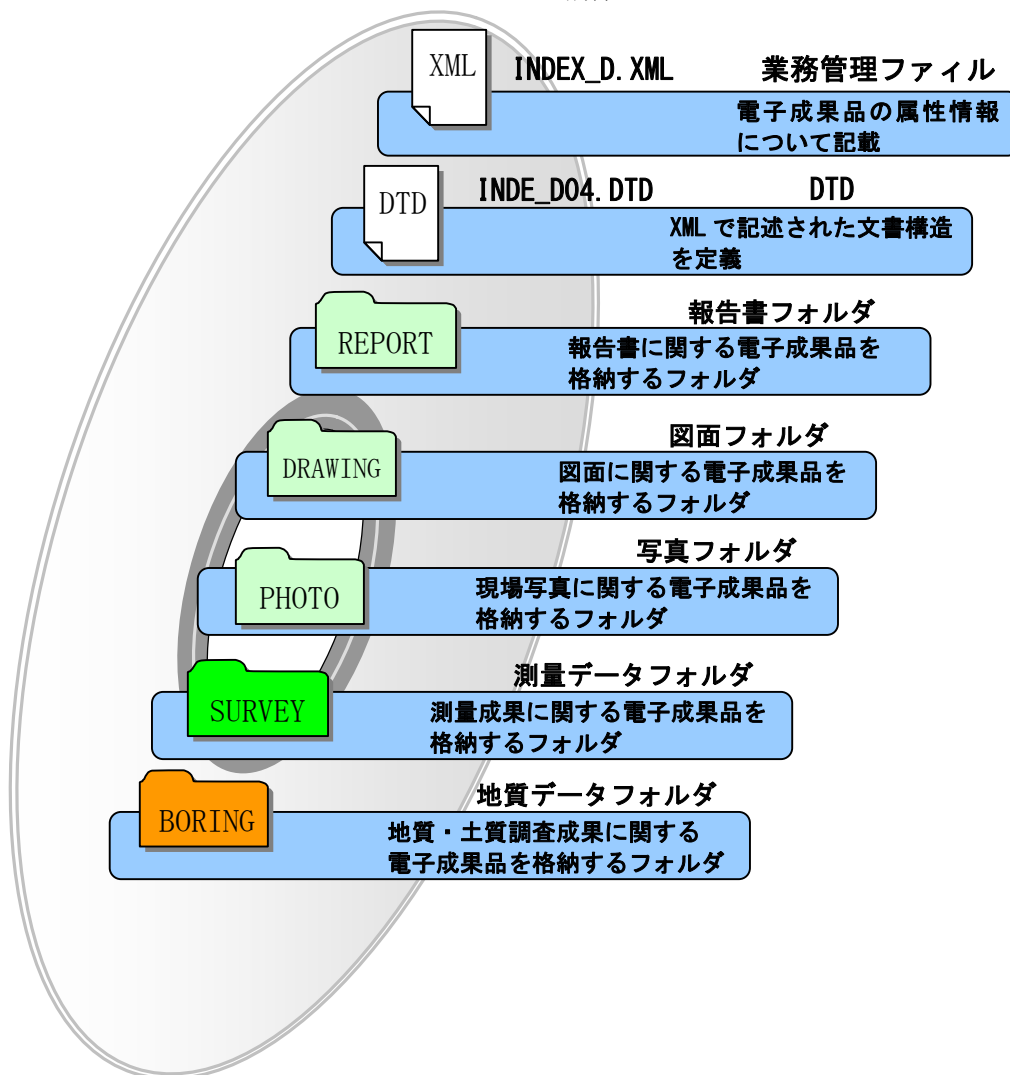 XML
INDEX_D.XML 業務管理ファイル
電子成果品の属性情報
について記載
DTD
INDE_D04.DTD DTD
XMLで記述された文書構造
を定義
REPORT
報告書フォルダ
報告書に関する電子成果品を
格納するフォルダ
DRAWING
図面フォルダ
図面に関する電子成果品を
格納するフォルダ
PHOTO
写真フォルダ
現場写真に関する電子成果品を
格納するフォルダ
SURVEY
測量データフォルダ
測量成果に関する電子成果品を
格納するフォルダ
BORING
地質データフォルダ
地質・土質調査成果に関する
電子成果品を格納するフォルダ